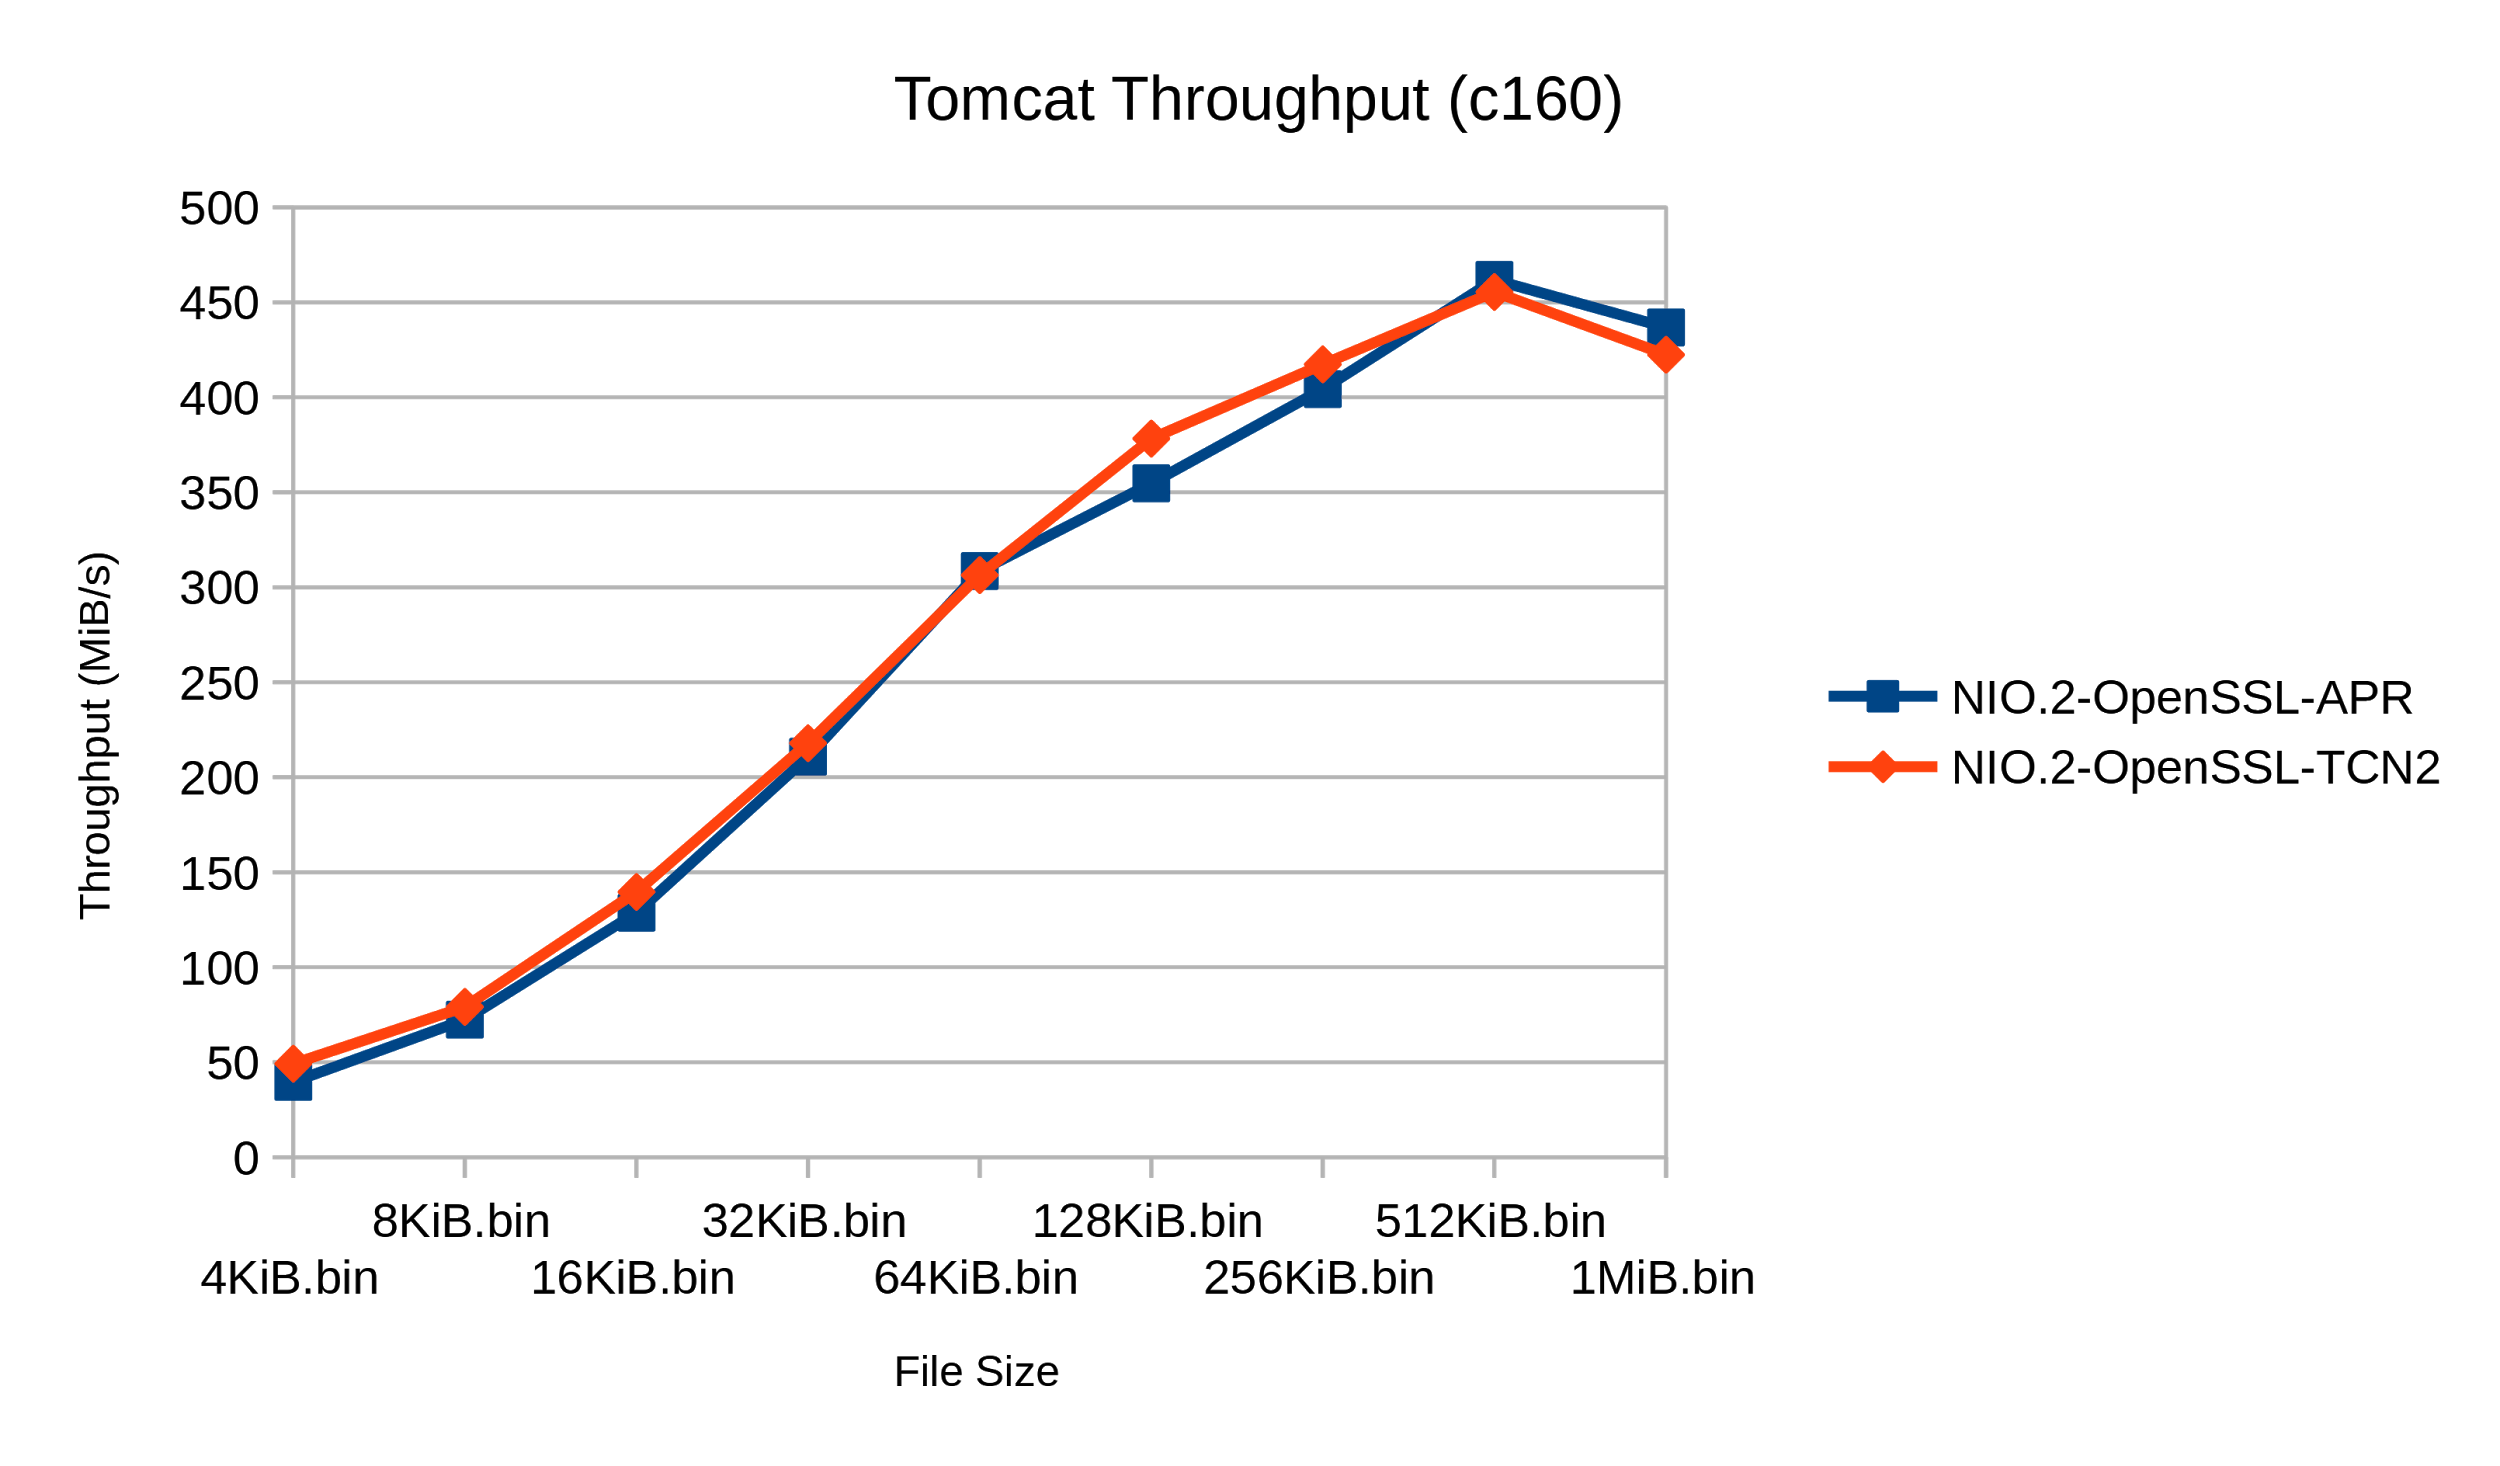 Tomcat Throughput (c160)
500
450
400
350
300
250
200
150
100
50
0
Throughput (MiB/s)
4KiB.bin
8KiB.bin
16KiB.bin
32KiB.bin
64KiB.bin
128KiB.bin
256KiB.bin
512KiB.bin
1MiB.bin
File Size
NIO.2-OpenSSL-APR
NIO.2-OpenSSL-TCN2